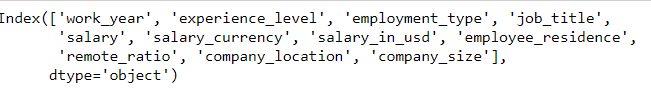 Index(['work_year', 'experience_level', 'employment_type', 'job_title',
'salary', 'salary_currency', 'salary_in_usd', 'employee_residence',
'remote_ratio', 'company_location', 'company_size'],
dtype='object')